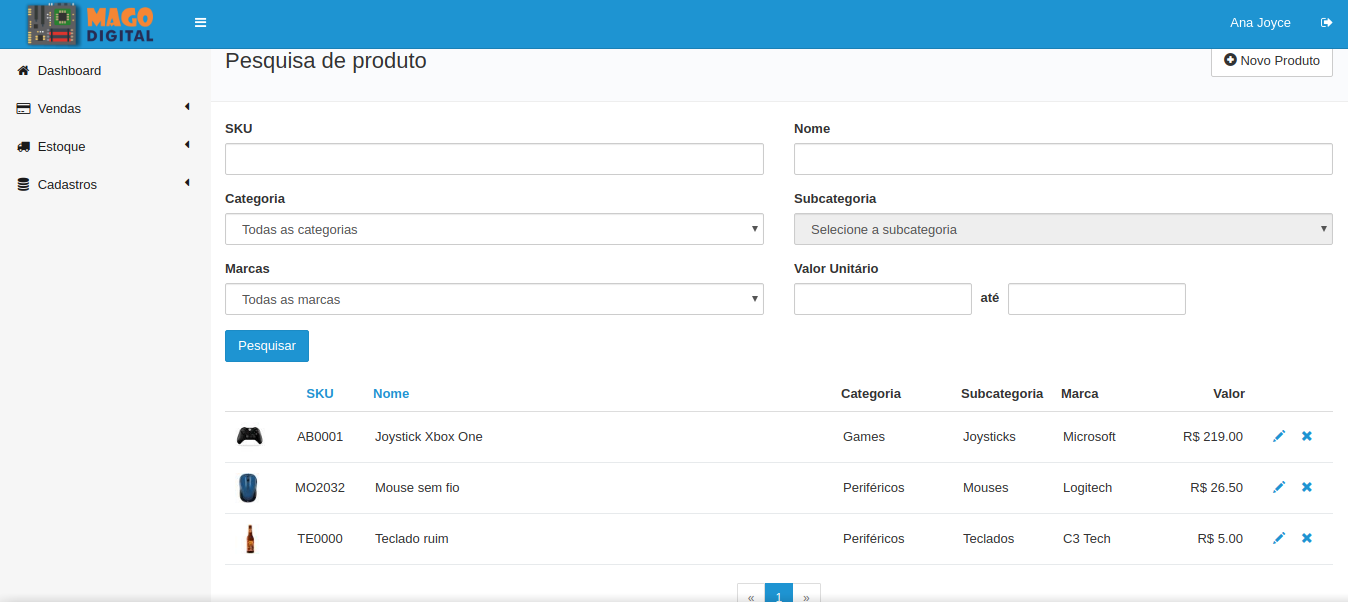 MAGO
DIGITAL
Ana Joyce
Dashboard
Vendas
Estoque
Cadastros
Pesquisa de produto
Novo Produto
SKU
Nome
Categoria
Subcategoria
Todas as categorias
Selecione a subcategoria
Marcas
Valor Unitário
Todas as marcas
até
Pesquisar
SKU Nome Categoria Subcategoria Marca Valor
AB0001 Joystick Xbox One Games Joysticks Microsoft R$ 219.00
MO2032 Mouse sem fio Periféricos Mouses Logitech R$ 26.50
TE0000 Teclado ruim Periféricos Teclados C3 Tech R$ 5.00
« 1 »